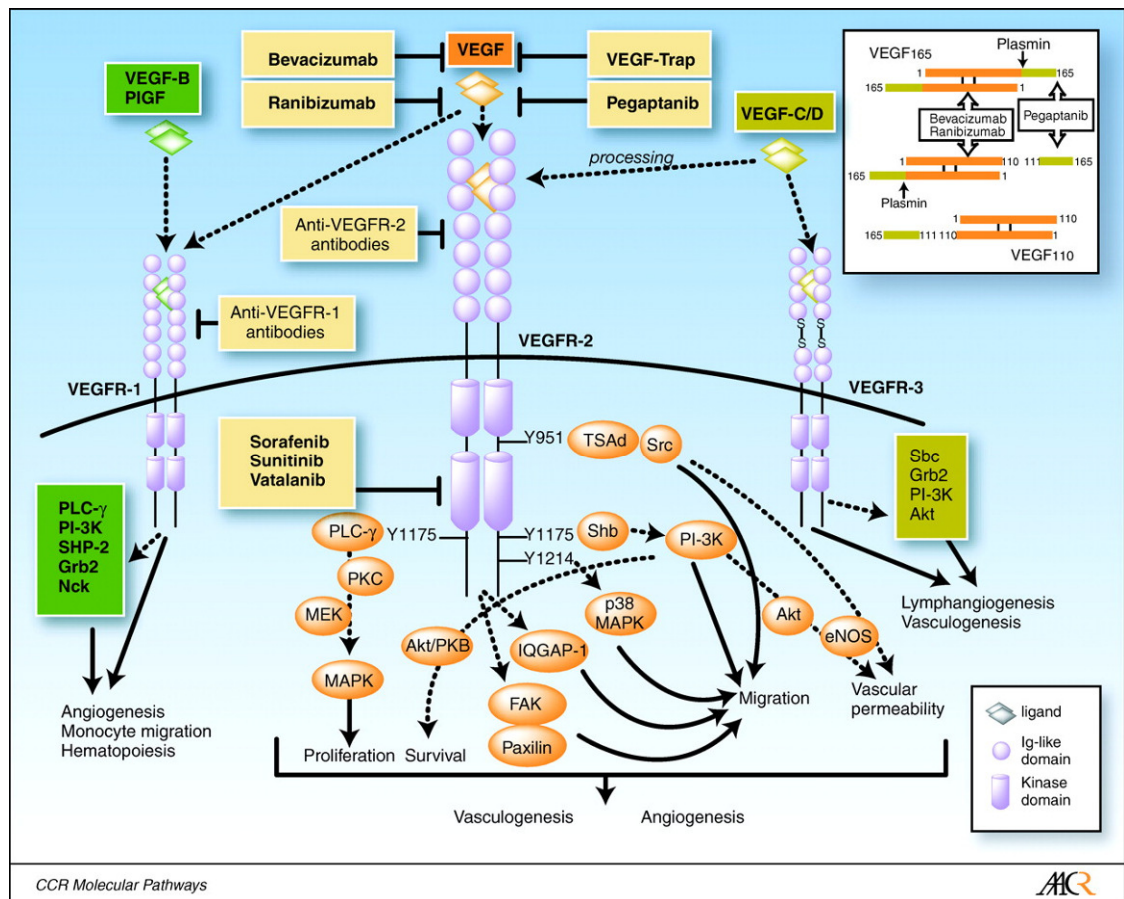 VEGF-B
PlGF
Bevacizumab
VEGF
VEGF-Trap
Ranibizumab
Pegaptanib
VEGF-C/D
processing
Anti-VEGFR-2
antibodies
Anti-VEGFR-1
antibodies
VEGFR-1
VEGFR-2
VEGFR-3
S
S
VEGF165
Plasmin
1
165
165
1
Bevacizumab
Ranibizumab
Pegaptanib
1
110
111
165
165
1
Plasmin
1
110
165
111
110
1
VEGF110
Sorafenib
Sunitinib
Vatalanib
Y951
TSAd
Src
Sbc
Grb2
PI-3K
Akt
PLC-γ
PI-3K
SHP-2
Grb2
Nck
PLC-γ
Y1175
Y1175
Shb
PI-3K
Y1214
PKC
MEK
p38
MAPK
Akt
eNOS
Akt/PKB
IQGAP-1
MAPK
FAK
Paxilin
Lymphangiogenesis
Vasculogenesis
Angiogenesis
Monocyte migration
Hematopoiesis
Proliferation
Survival
Migration
Vascular
permeability
Vasculogenesis
Angiogenesis
ligand
Ig-like
domain
Kinase
domain
CCR Molecular Pathways
AACR